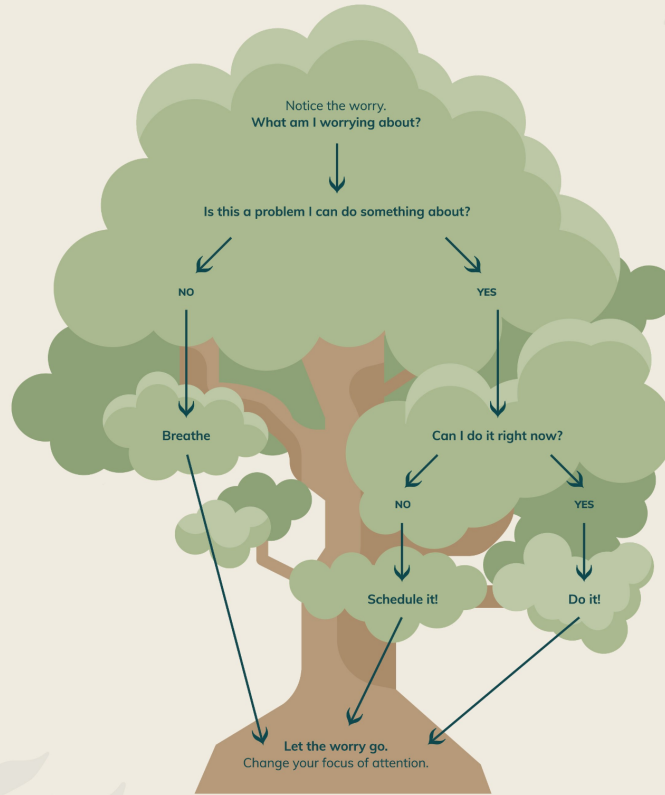 Notice the worry.
What am I worrying about?
Is this a problem I can do something about?
NO
YES
Breathe
Can I do it right now?
NO
YES
Schedule it!
Do it!
Let the worry go.
Change your focus of attention.